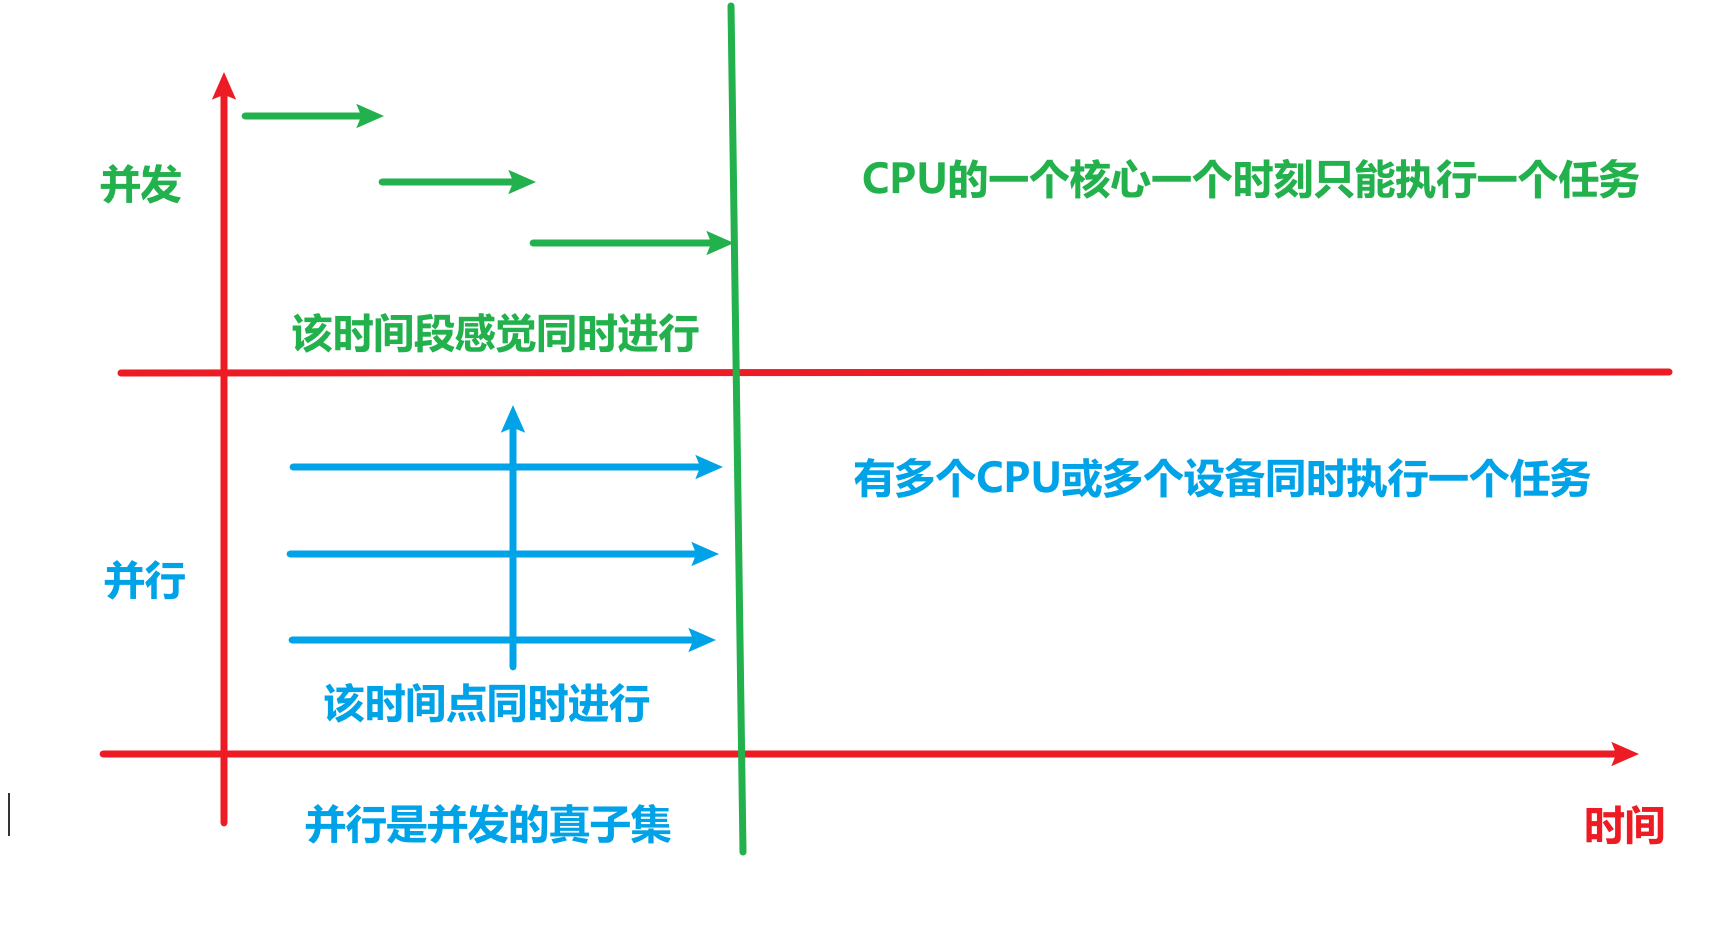 并发
CPU的一个核心一个时刻只能执行一个任务
该时间段感觉同时进行
有多个CPU或多个设备同时执行一个任务
并行
该时间点同时进行
并行是并发的真子集
时间